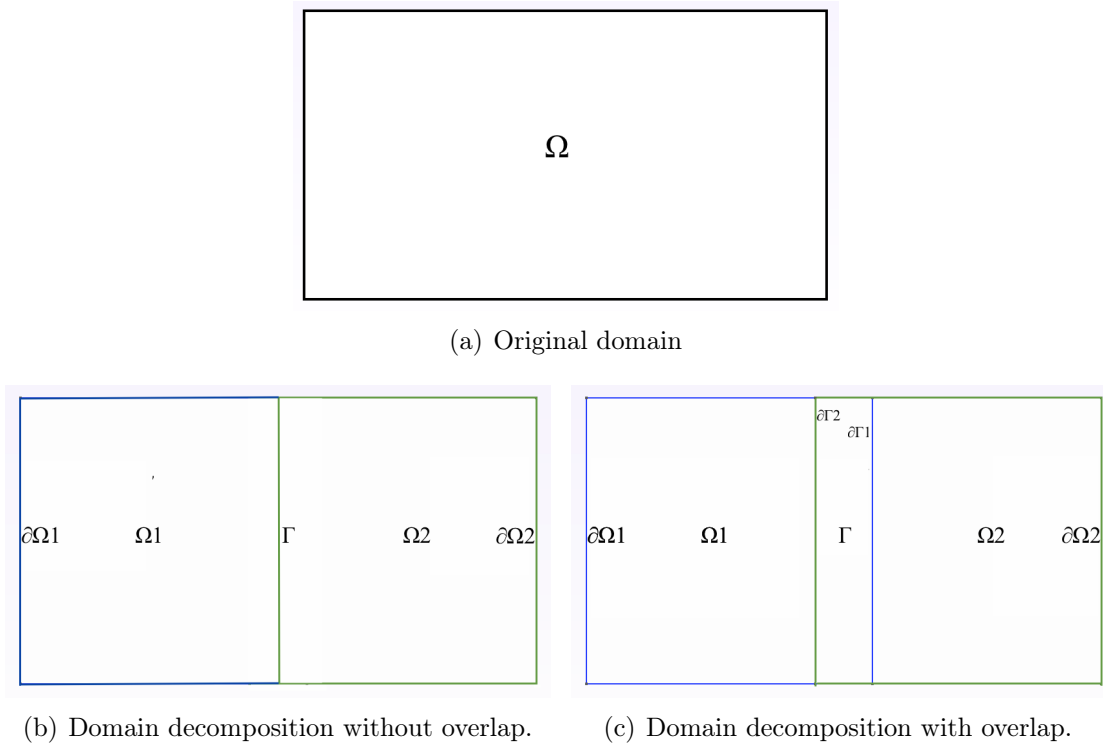 Ω
(a) Original domain
∂Ω1 Ω1 Γ Ω2 ∂Ω2
(b) Domain decomposition without overlap.
∂Γ2
∂Γ1
∂Ω1 Ω1 Γ Ω2 ∂Ω2
(c) Domain decomposition with overlap.